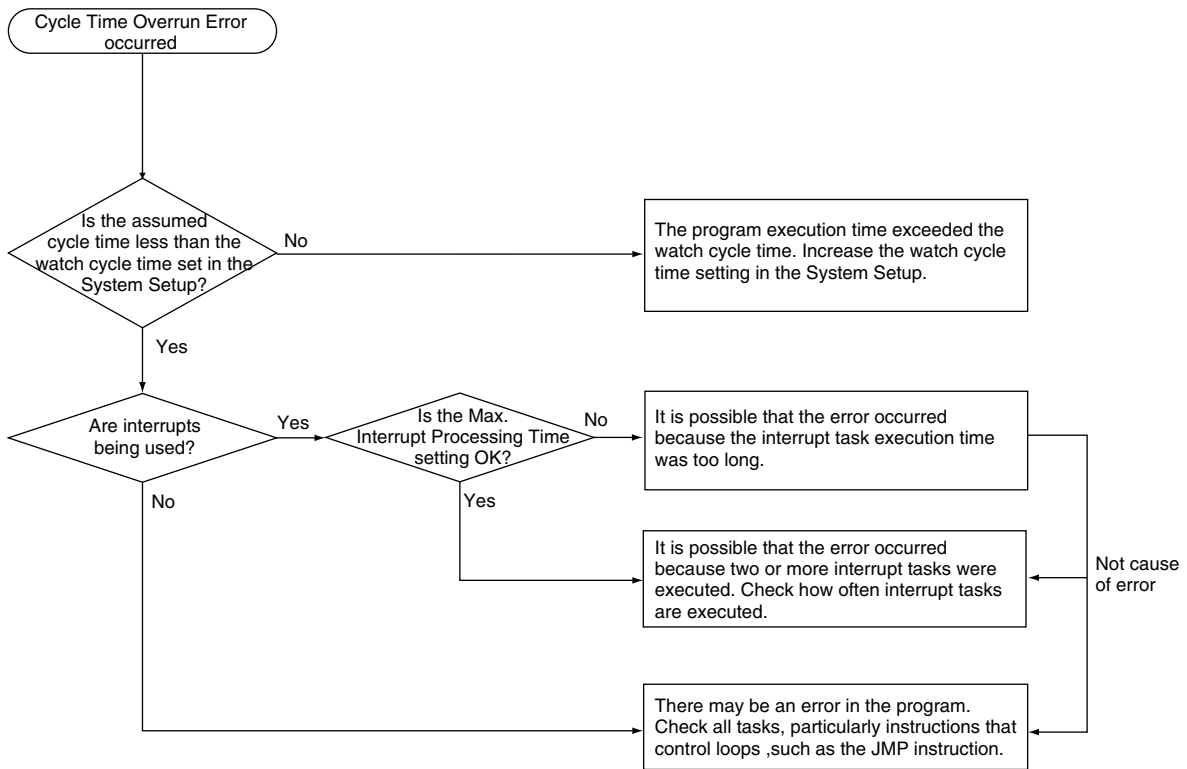 Cycle Time Overrun Error
occurred
Is the assumed
cycle time less than the
watch cycle time set in the
System Setup?
No
The program execution time exceeded the
watch cycle time. Increase the watch cycle
time setting in the System Setup.
Yes
Are interrupts
being used?
Yes
Is the Max.
Interrupt Processing Time
setting OK?
No
It is possible that the error occurred
because the interrupt task execution time
was too long.
No
Yes
It is possible that the error occurred
because two or more interrupt tasks were
executed. Check how often interrupt tasks
are executed.
Not cause
of error
There may be an error in the program.
Check all tasks, particularly instructions that
control loops ,such as the JMP instruction.